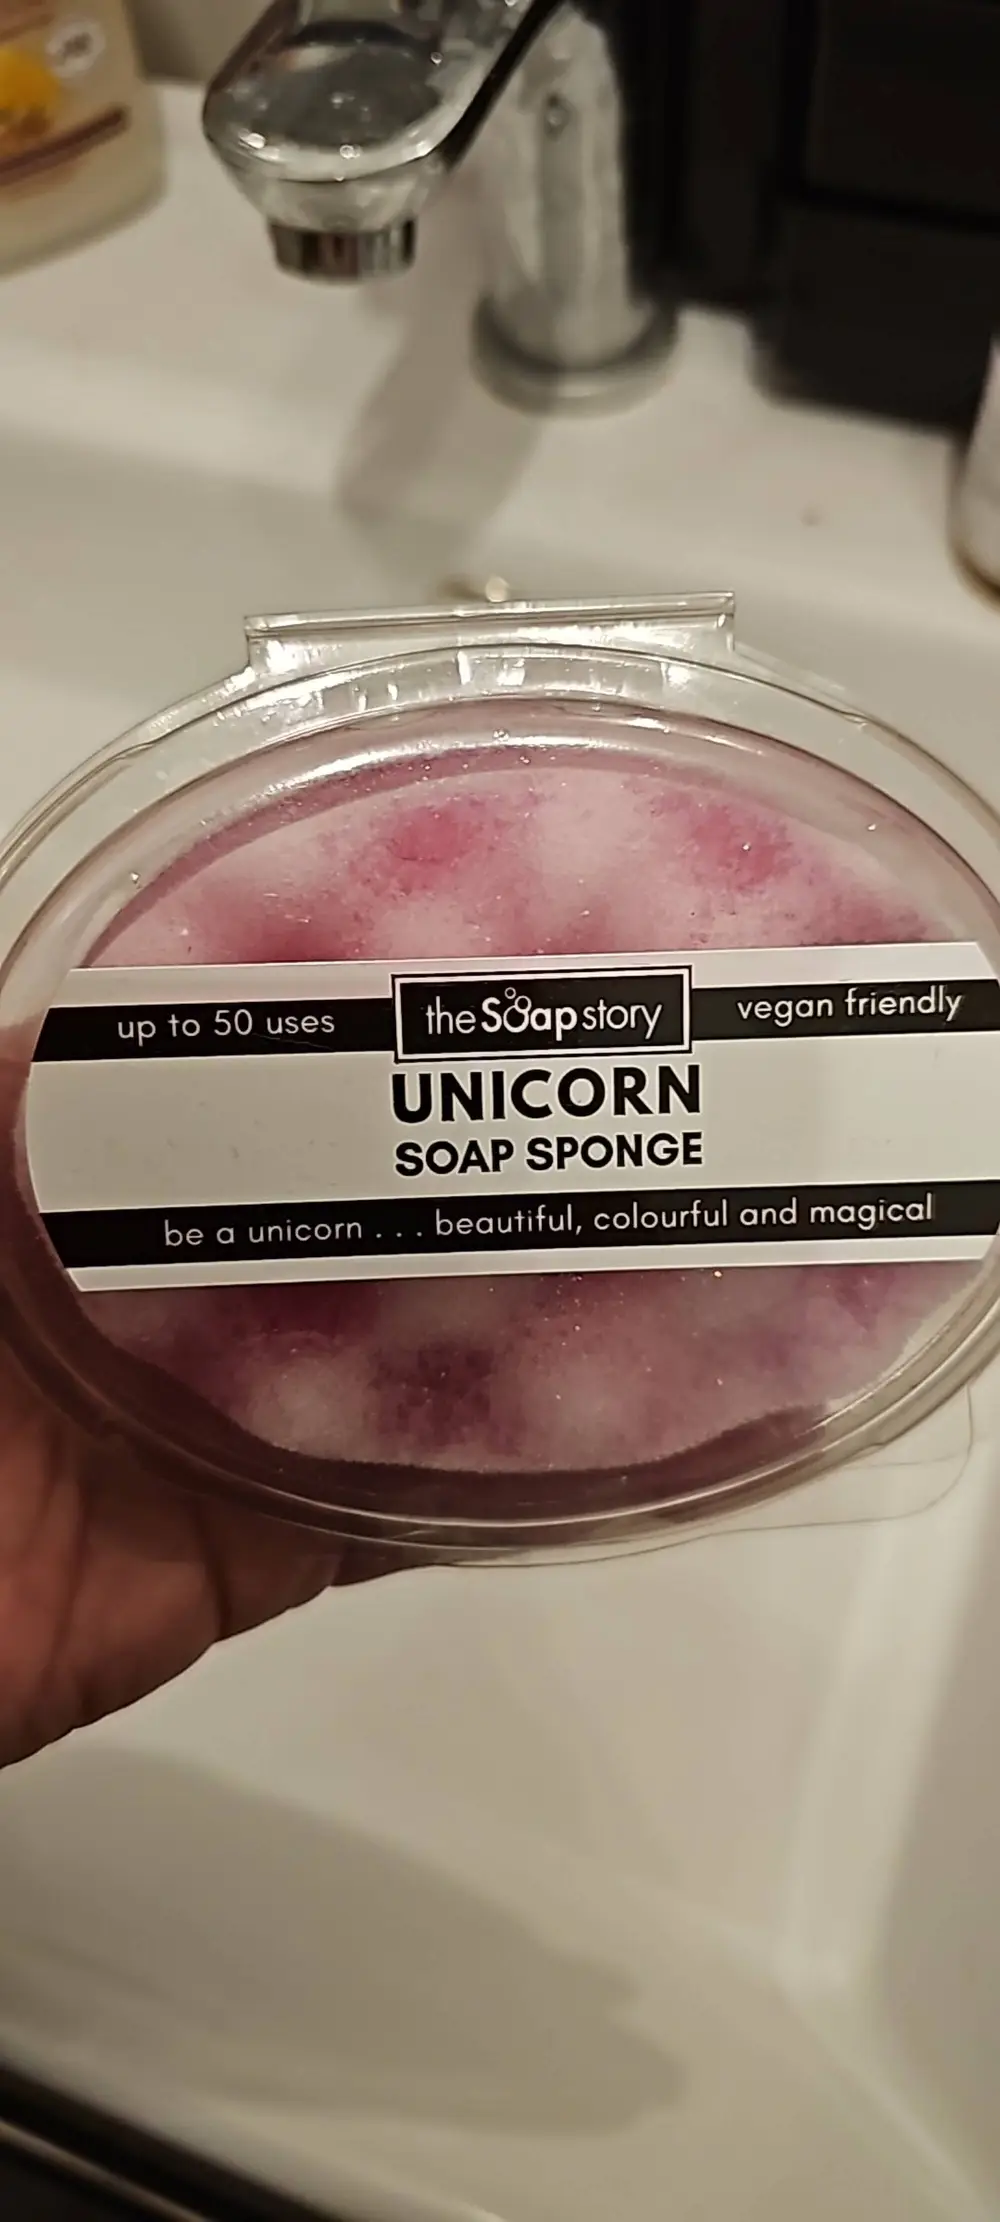 up to 50 uses
the Soap story
vegan friendly
UNICORN
SOAP SPONGE
be a unicorn . . . beautiful, colourful and magical